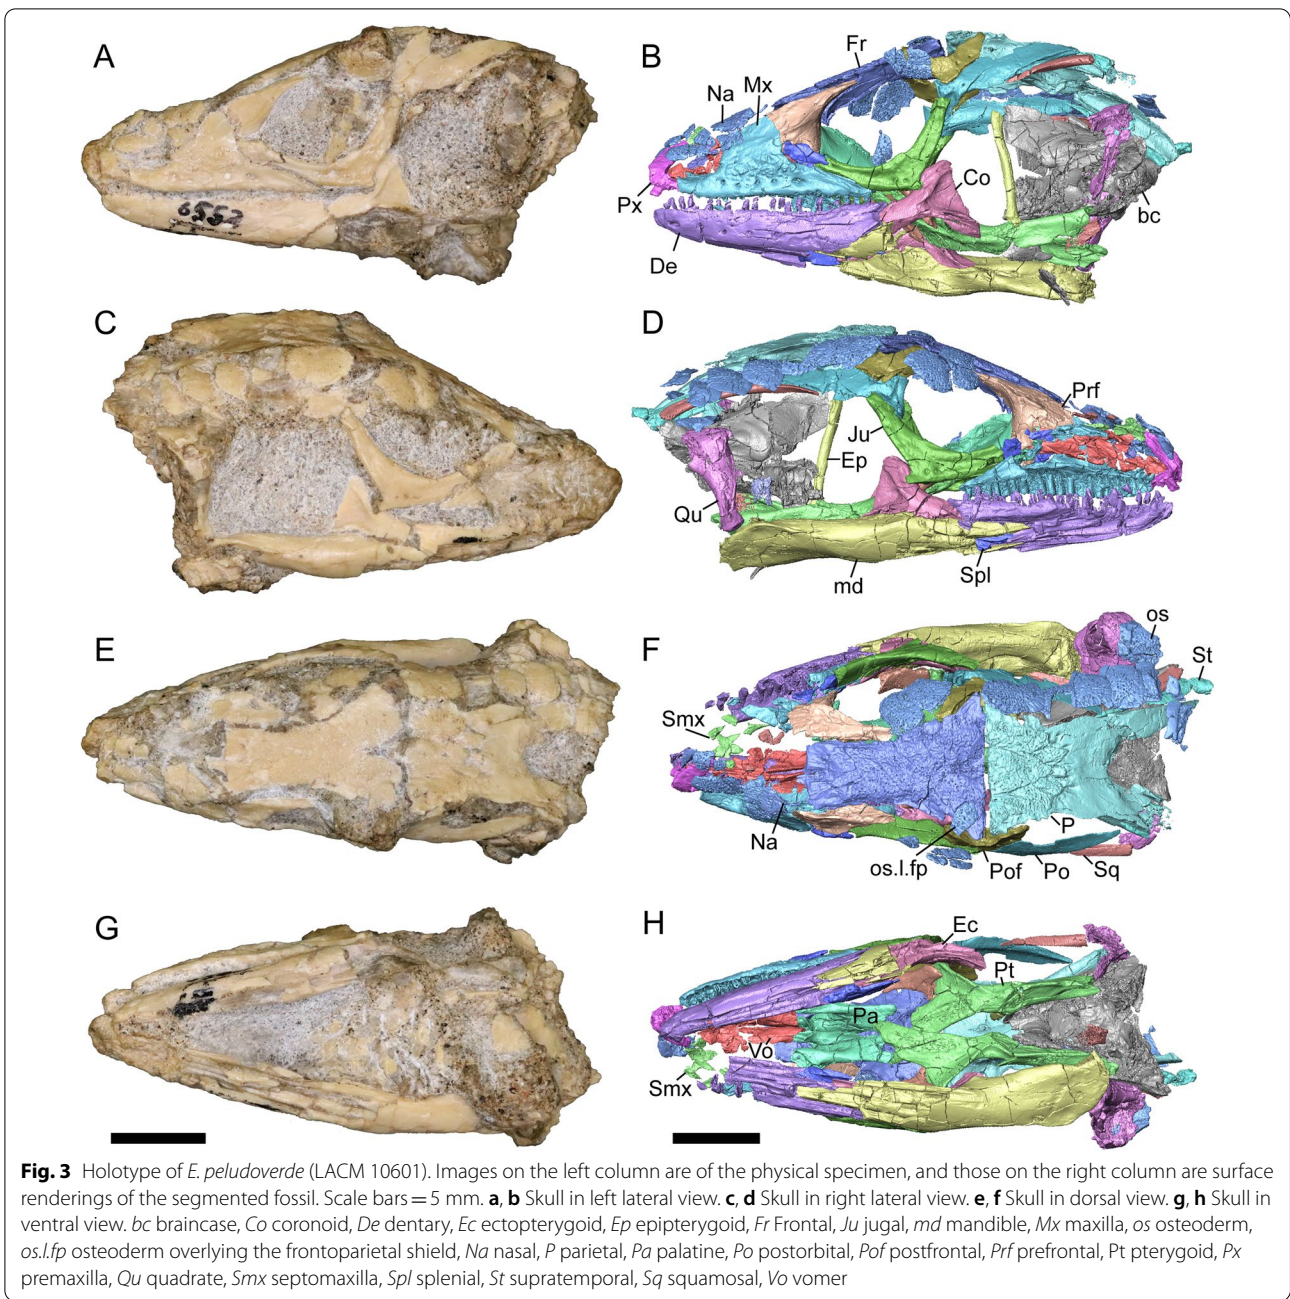 A
6552
B
Fr
Mx
Na
Px
De
Co
bc
C
D
Prf
Ju
Ep
Qu
md
Spl
E
F
os
St
Smx
Na
os.l.fp
Pof
Po
Sq
P
G
H
Ec
Pt
Pa
Vo
Smx
Fig. 3 Holotype of E. peludoverde (LACM 10601). Images on the left column are of the physical specimen, and those on the right column are surface
renderings of the segmented fossil. Scale bars = 5 mm. a, b Skull in left lateral view. c, d Skull in right lateral view. e, f Skull in dorsal view. g, h Skull in
ventral view. bc braincase, Co coronoid, De dentary, Ec ectopterygoid, Ep epipterygoid, Fr Frontal, Ju jugal, md mandible, Mx maxilla, os osteoderm,
os.l.fp osteoderm overlying the frontoparietal shield, Na nasal, P parietal, Pa palatine, Po postorbital, Pof postfrontal, Prf prefrontal, Pt pterygoid, Px
premaxilla, Qu quadrate, Smx septomaxilla, Spl splenial, St supratemporal, Sq squamosal, Vo vomer